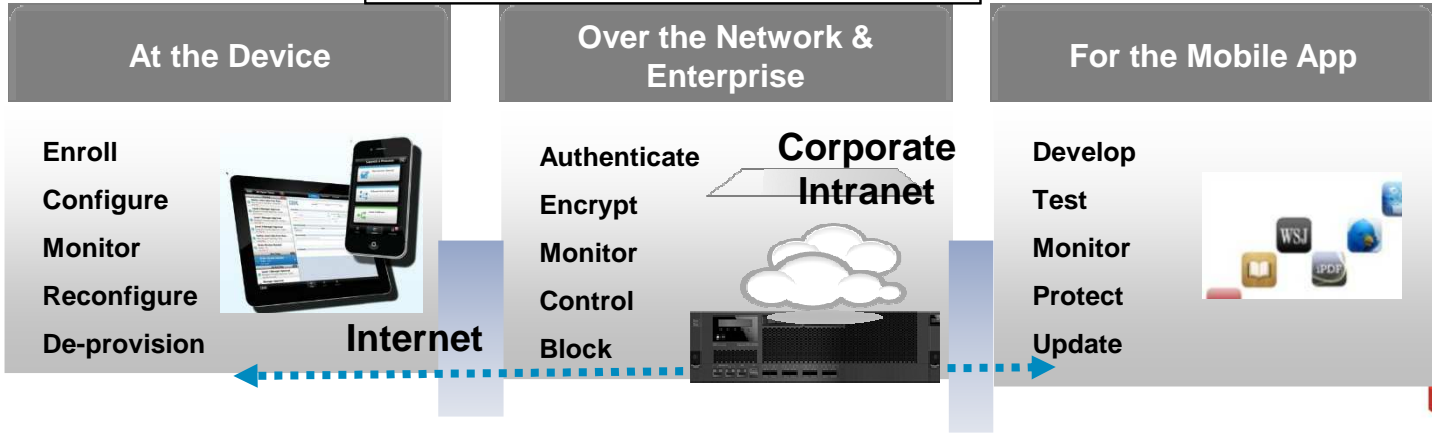 At the Device
Enroll
Configure
Monitor
Reconfigure
De-provision
Internet
Over the Network &
Enterprise
Authenticate
Encrypt
Monitor
Control
Block
Corporate
Intranet
For the Mobile App
Develop
Test
Monitor
Protect
Update
WSJ
iPDF